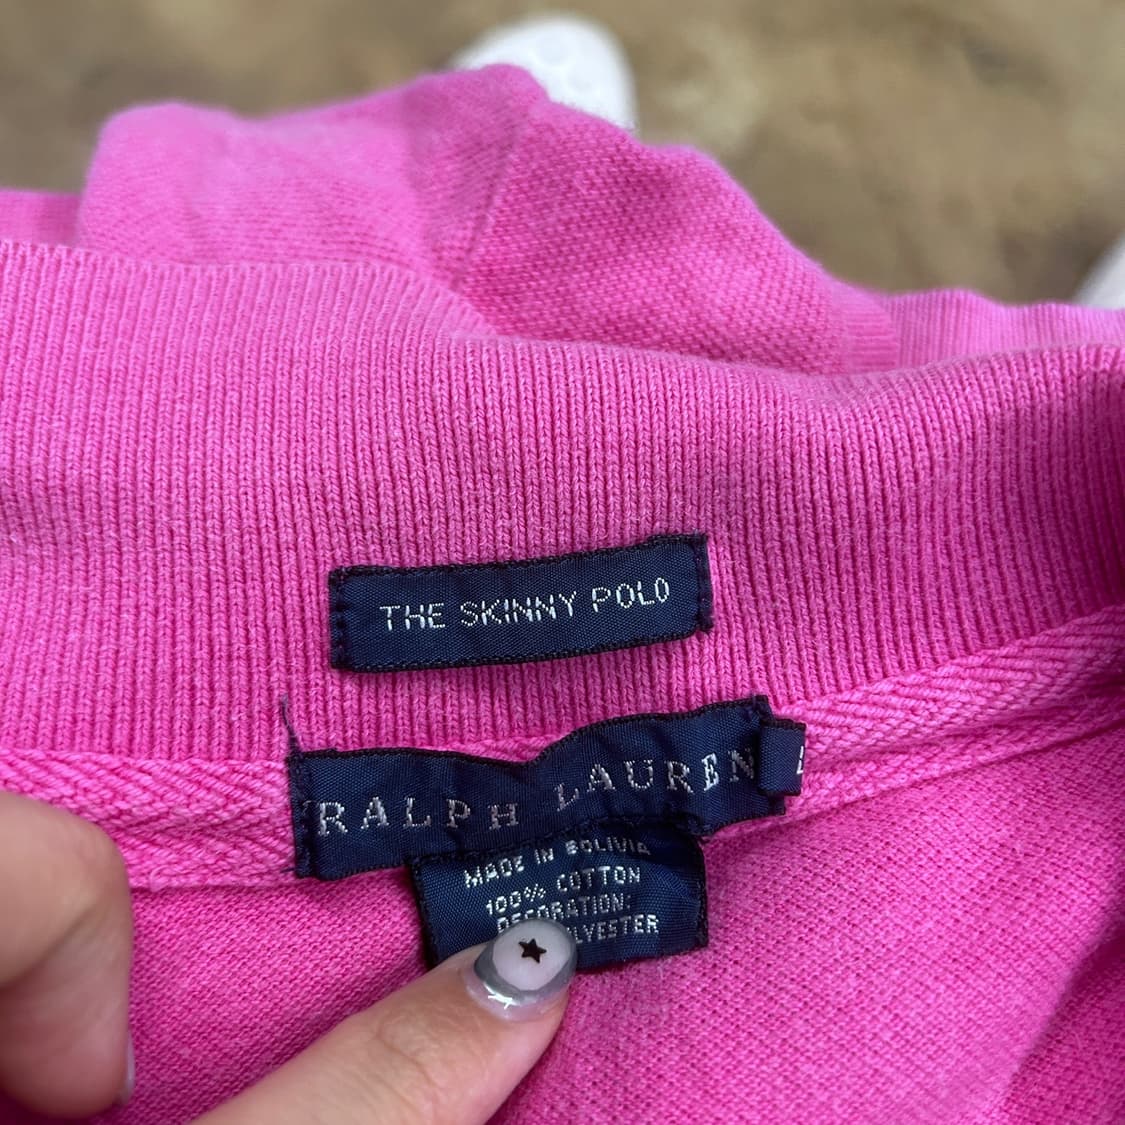 THE SKINNY POLO
RALPH LAUREN
L
MADE IN BOLIVIA
100% COTTON
DECORATION: